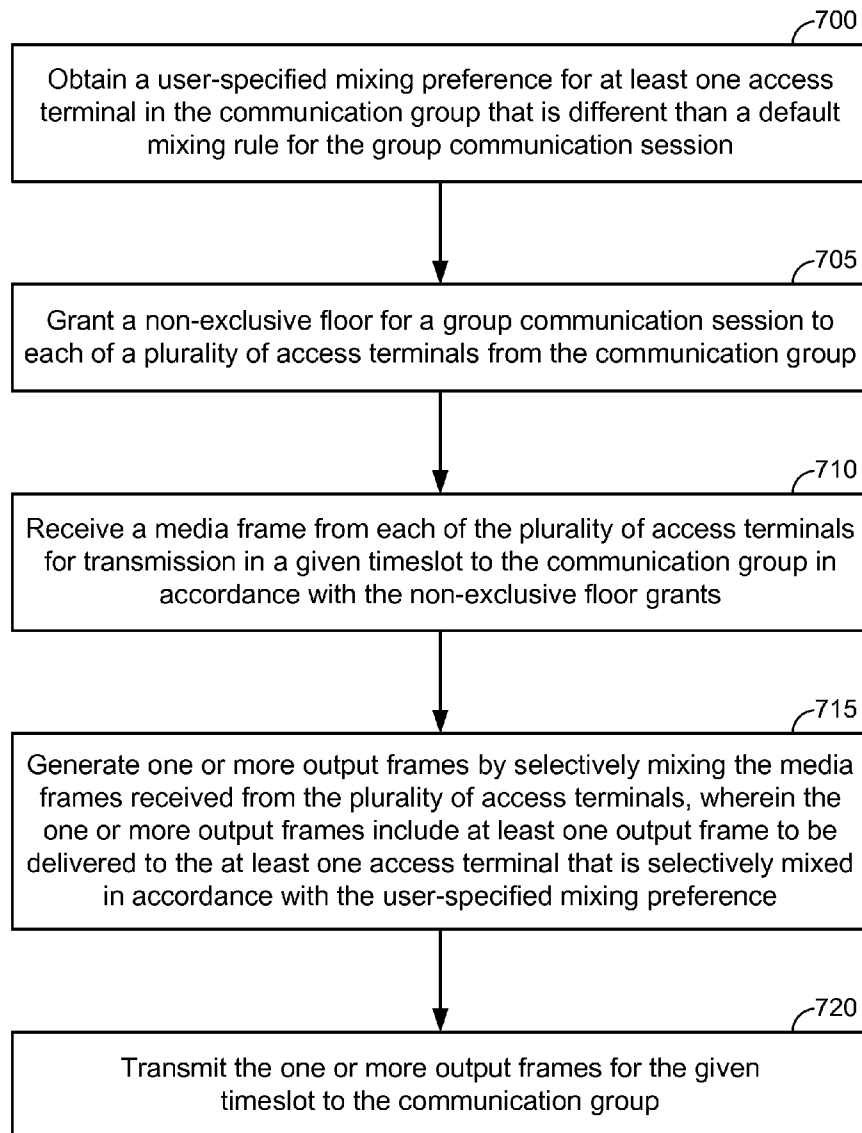 700
Obtain a user-specified mixing preference for at least one access
terminal in the communication group that is different than a default
mixing rule for the group communication session
705
Grant a non-exclusive floor for a group communication session to
each of a plurality of access terminals from the communication group
710
Receive a media frame from each of the plurality of access terminals
for transmission in a given timeslot to the communication group in
accordance with the non-exclusive floor grants
715
Generate one or more output frames by selectively mixing the media
frames received from the plurality of access terminals, wherein the
one or more output frames include at least one output frame to be
delivered to the at least one access terminal that is selectively mixed
in accordance with the user-specified mixing preference
720
Transmit the one or more output frames for the given
timeslot to the communication group